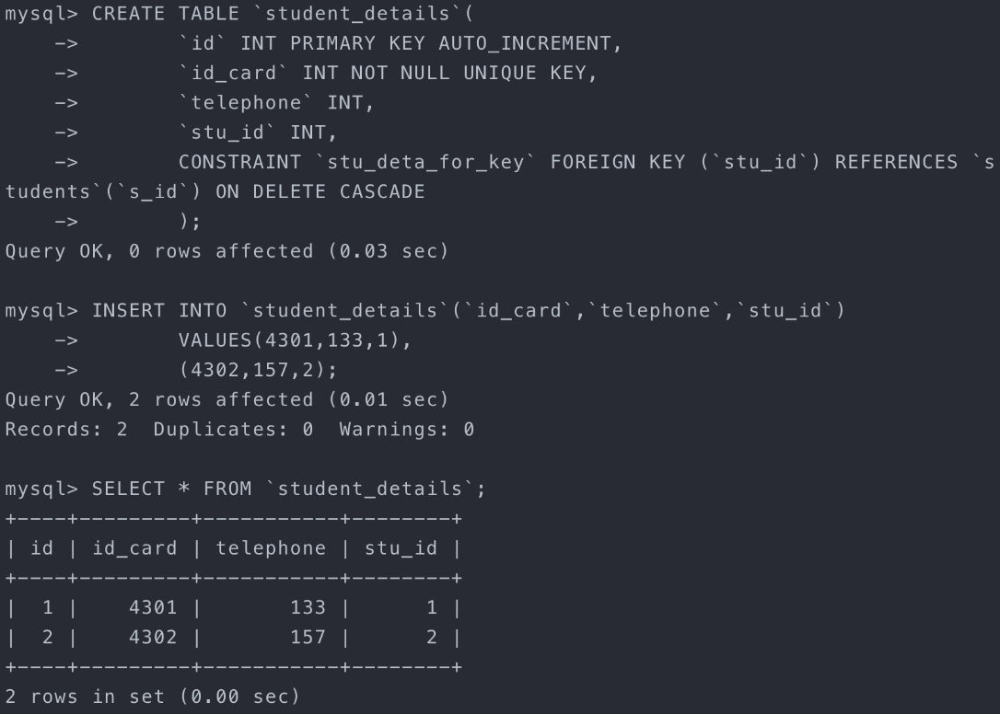 mysql> CREATE TABLE `student_details`(
    ->        `id` INT PRIMARY KEY AUTO_INCREMENT,
    ->        `id_card` INT NOT NULL UNIQUE KEY,
    ->        `telephone` INT,
    ->        `stu_id` INT,
    ->        CONSTRAINT `stu_deta_for_key` FOREIGN KEY (`stu_id`) REFERENCES `s
tudents`(`s_id`) ON DELETE CASCADE
    ->        );
Query OK, 0 rows affected (0.03 sec)

mysql> INSERT INTO `student_details`(`id_card`,`telephone`,`stu_id`)
    ->        VALUES(4301,133,1),
    ->        (4302,157,2);
Query OK, 2 rows affected (0.01 sec)
Records: 2  Duplicates: 0  Warnings: 0

mysql> SELECT * FROM `student_details`;
+----+---------+-----------+--------+
| id | id_card | telephone | stu_id |
+----+---------+-----------+--------+
|  1 |    4301 |       133 |      1 |
|  2 |    4302 |       157 |      2 |
+----+---------+-----------+--------+
2 rows in set (0.00 sec)